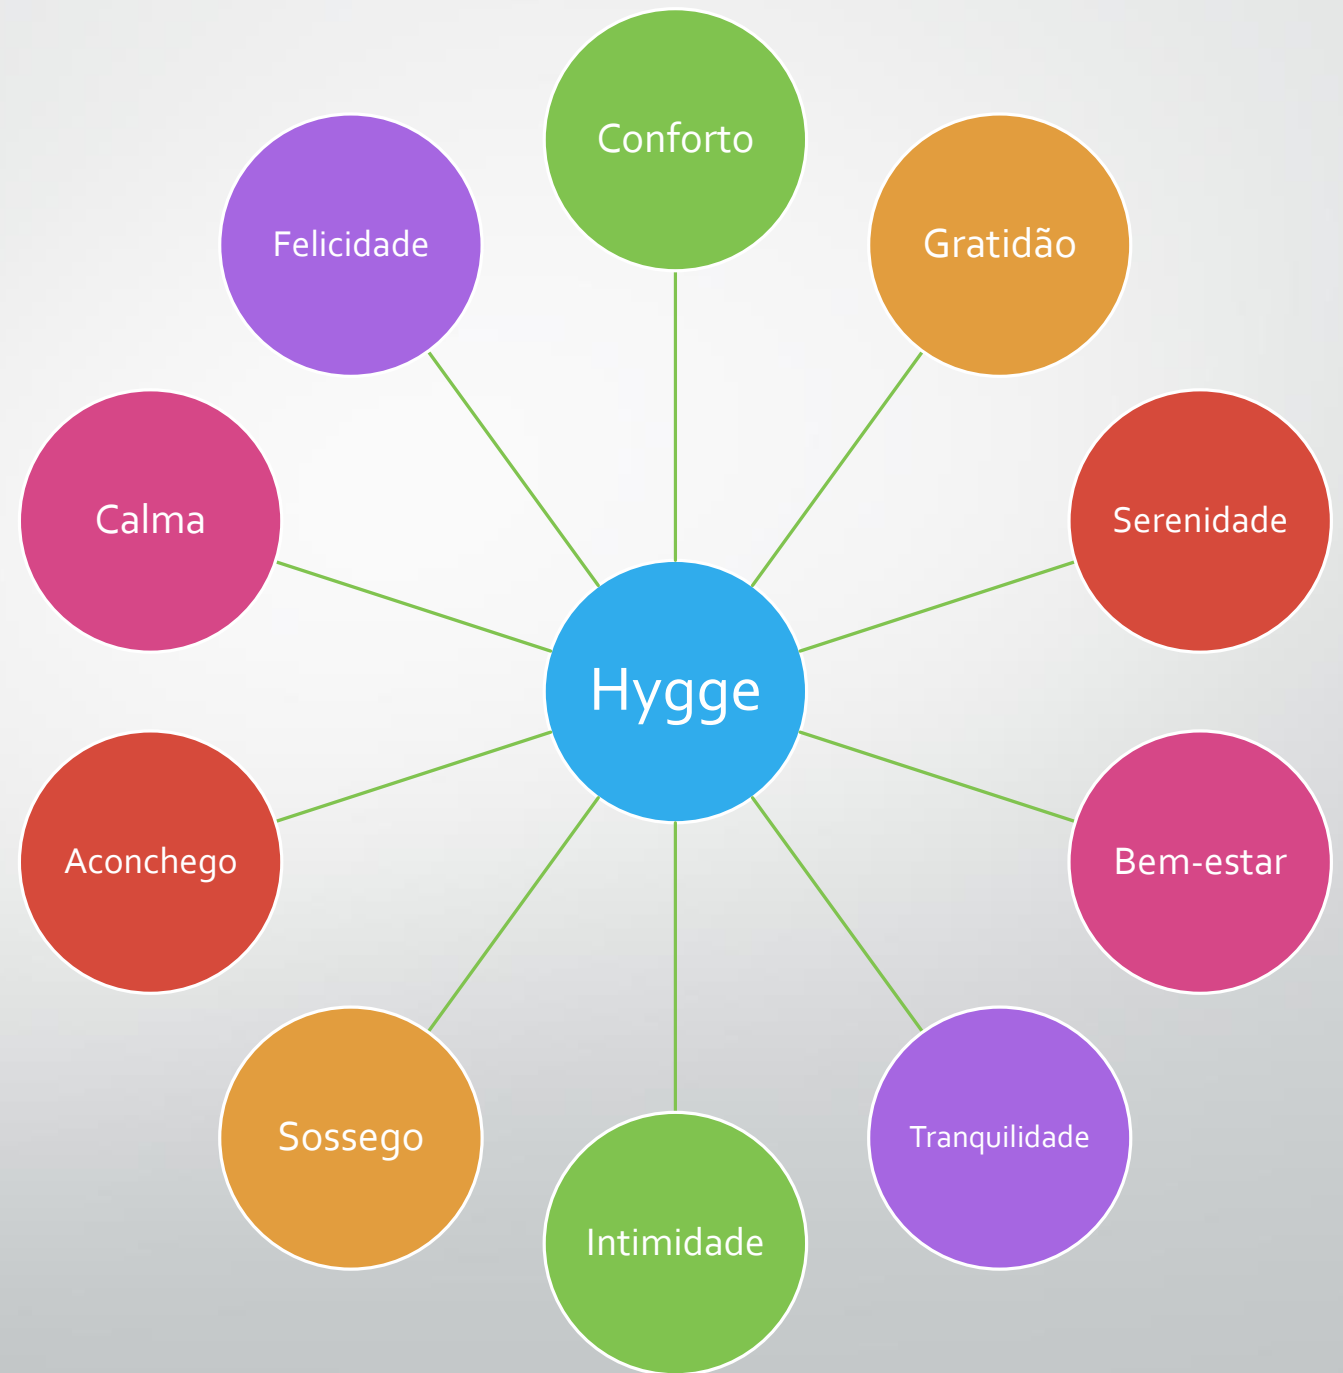 Conforto
Gratidão
Serenidade
Bem-estar
Tranquilidade
Intimidade
Sossego
Aconchego
Calma
Felicidade
Hygge